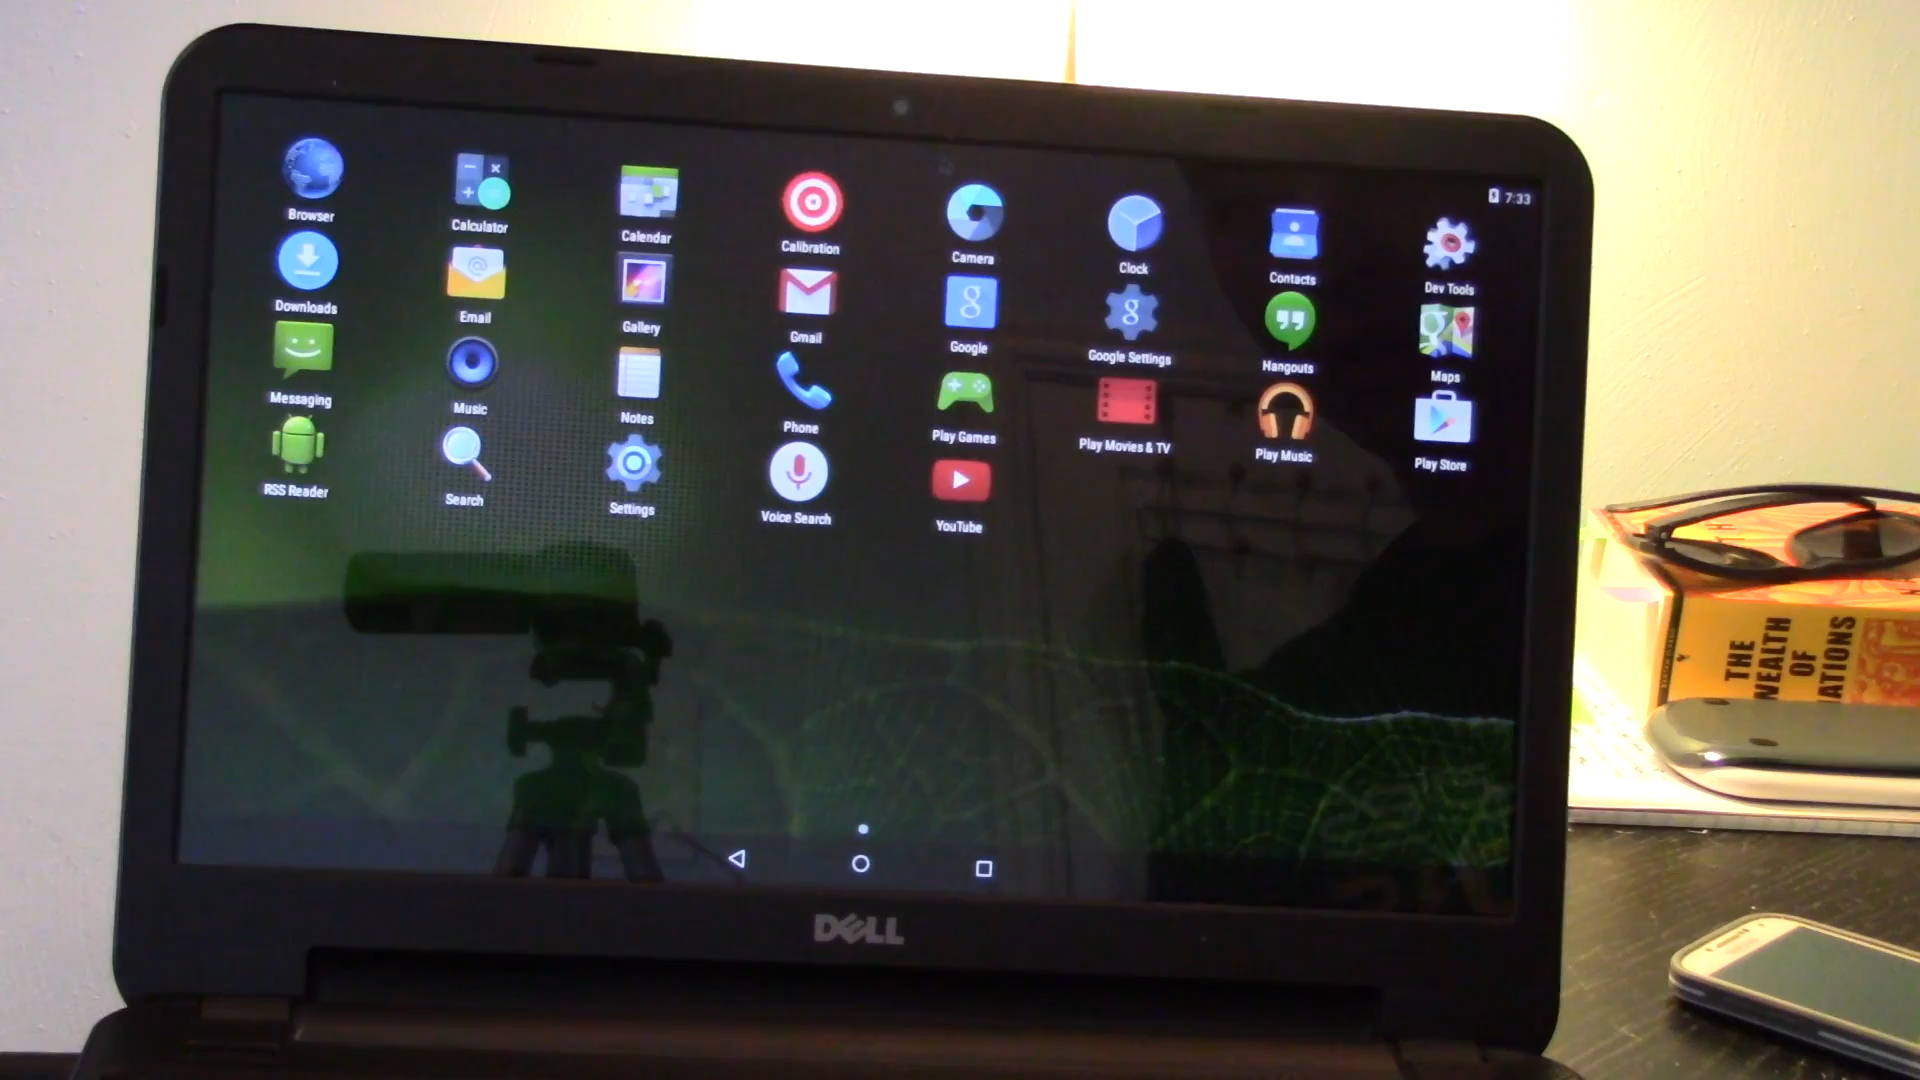 7:33
Browser
Calculator
Calendar
Calibration
Camera
Clock
Contacts
Dev Tools
Downloads
Email
Gallery
Gmail
Google
Google Settings
Hangouts
Maps
Messaging
Music
Notes
Phone
Play Games
Play Movies & TV
Play Music
Play Store
RSS Reader
Search
Settings
Voice Search
YouTube
DELL
THE
WEALTH
OF
NATIONS